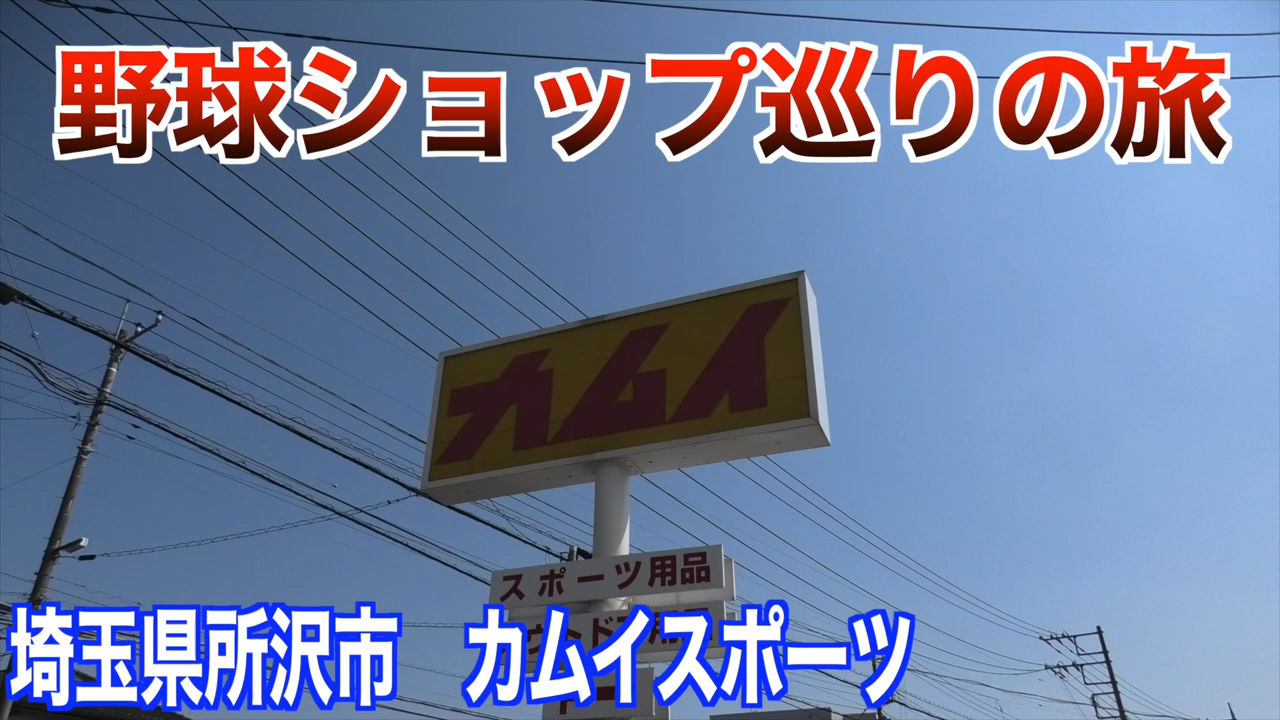 野球ショップ巡りの旅
カムイ
スポーツ用品
埼玉県所沢市　カムイスポーツ